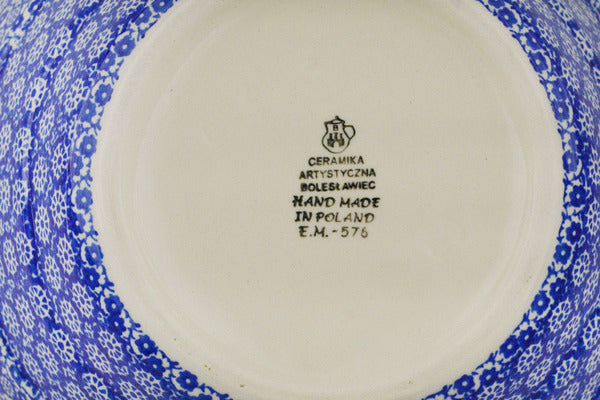 CERAMIKA
ARTYSTYCZNA
BOLESŁAWIEC
HAND MADE
IN POLAND
E.M.-576